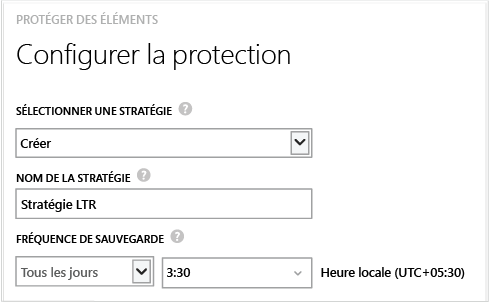 PROTÉGER DES ÉLÉMENTS
Configurer la protection
SÉLECTIONNER UNE STRATÉGIE ?
Créer
NOM DE LA STRATÉGIE ?
Stratégie LTR
FRÉQUENCE DE SAUVEGARDE ?
Tous les jours 3:30 Heure locale (UTC+05:30)